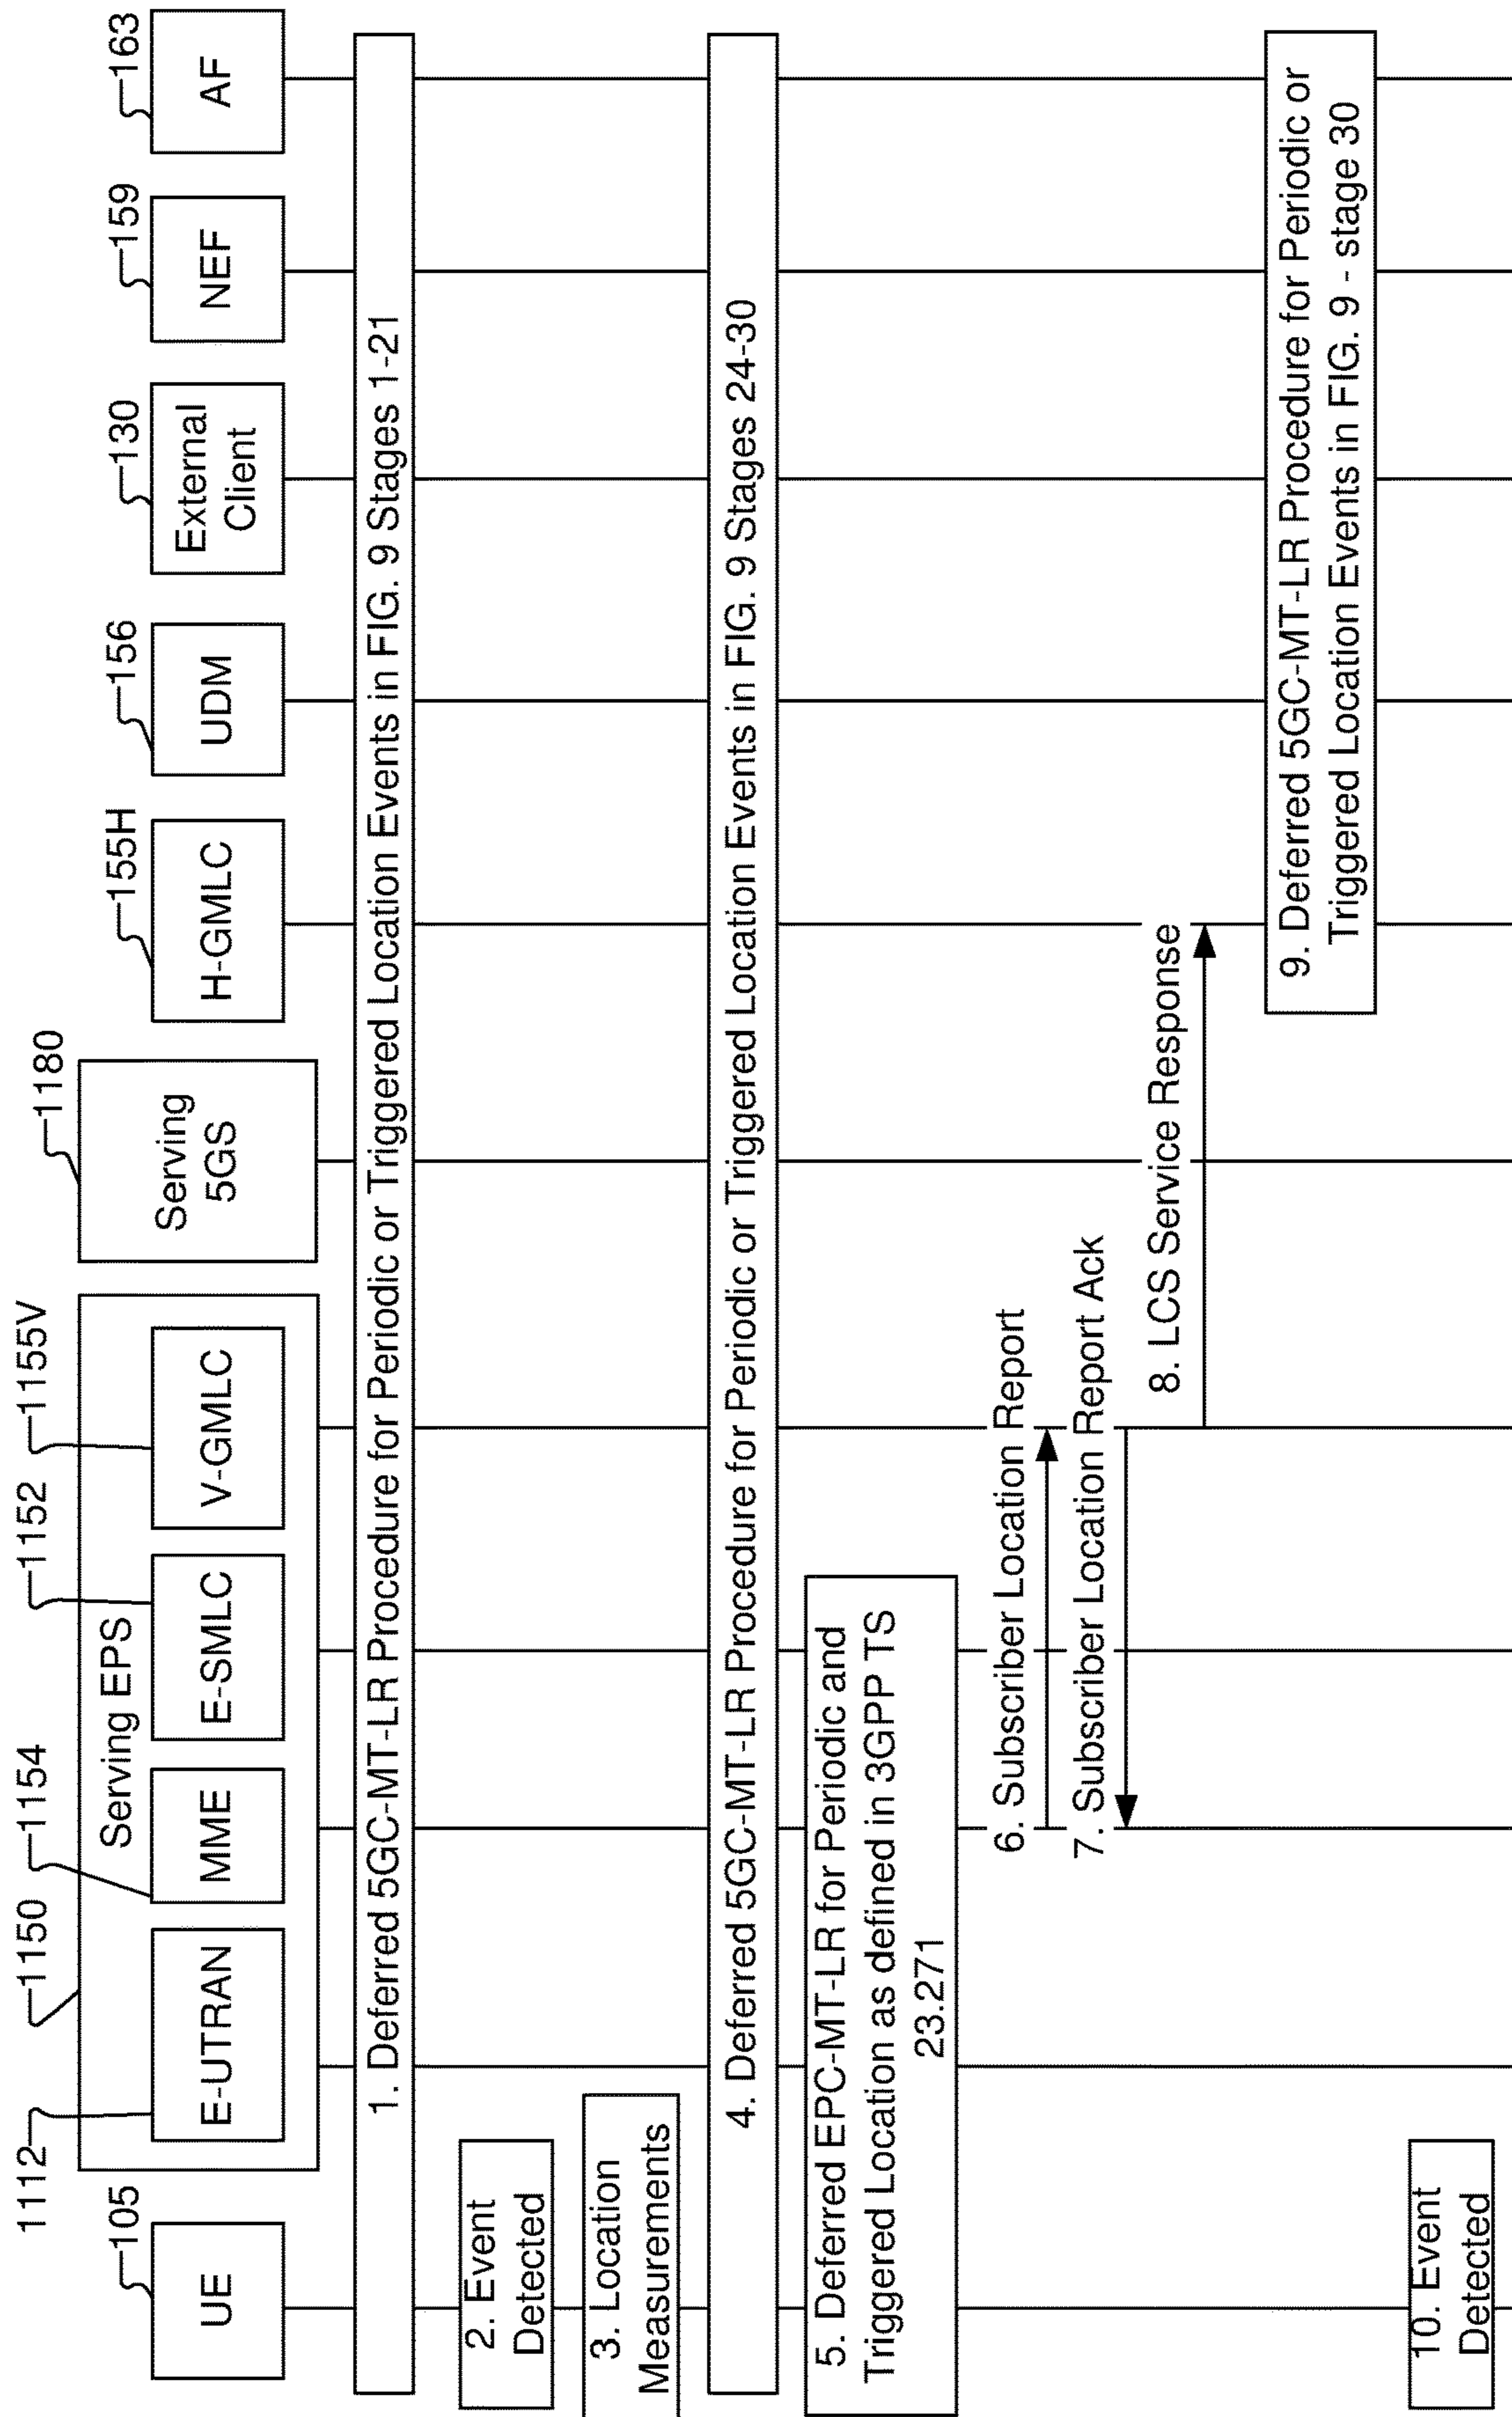 1112
1150
1154
1152
1155V
1180
105
155H
156
130
159
163
Serving EPS
UE
E-UTRAN
MME
E-SMLC
V-GMLC
Serving
5GS
H-GMLC
UDM
External
Client
NEF
AF
1. Deferred 5GC-MT-LR Procedure for Periodic or Triggered Location Events in FIG. 9 Stages 1-21
2. Event
Detected
3. Location
Measurements
4. Deferred 5GC-MT-LR Procedure for Periodic or Triggered Location Events in FIG. 9 Stages 24-30
5. Deferred EPC-MT-LR for Periodic and
Triggered Location as defined in 3GPP TS
23.271
6. Subscriber Location Report
7. Subscriber Location Report Ack
8. LCS Service Response
9. Deferred 5GC-MT-LR Procedure for Periodic or
Triggered Location Events in FIG. 9 - stage 30
10. Event
Detected